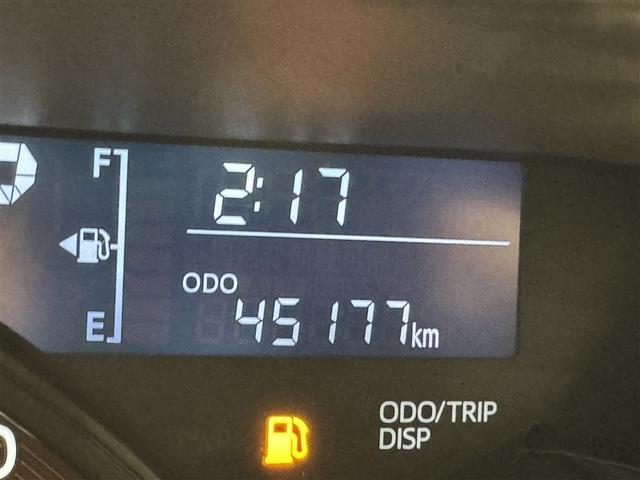 F
2:17
ODO
E
45177km
ODO/TRIP
DISP